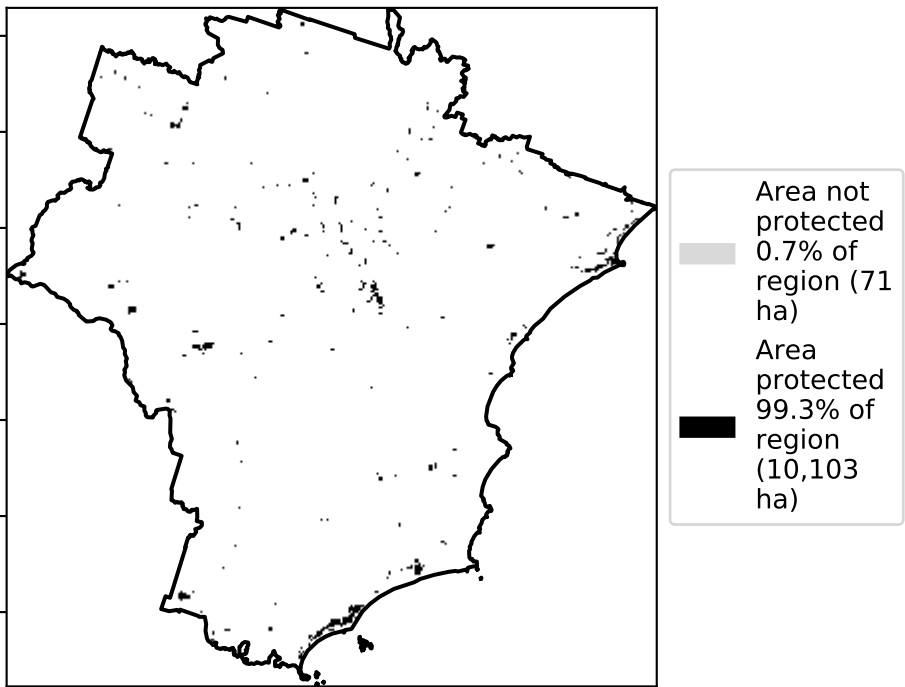 Area not
protected
0.7% of
region (71
ha)
Area
protected
99.3% of
region
(10,103
ha)